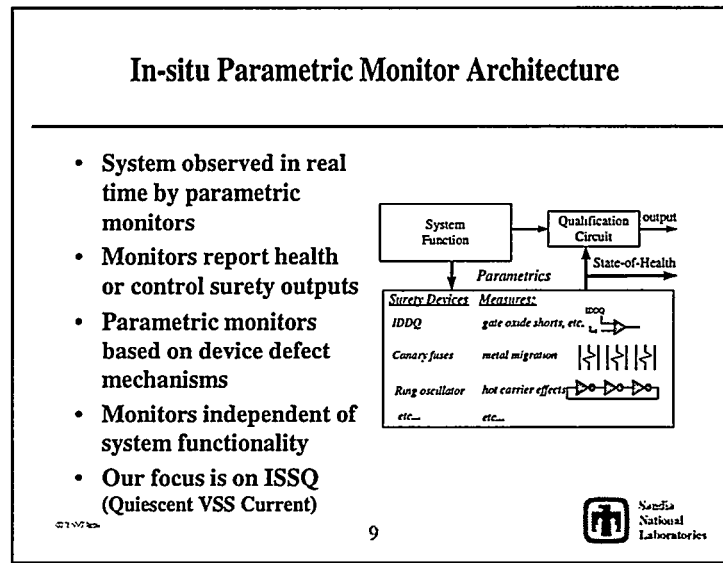 In-situ Parametric Monitor Architecture
• System observed in real
time by parametric
monitors
• Monitors report health
or control surety outputs
• Parametric monitors
based on device defect
mechanisms
• Monitors independent of
system functionality
• Our focus is on ISSQ
(Quiescent VSS Current)
System
Function
Qualification
Circuit
output
State-of-Health
Parametrics
Surety Devices Measures:
IDDQ gate oxide shorts, etc.
IDDQ
Canary fuses metal migration
Ring oscillator hot carrier effects
etc... etc...
9
Sandia
National
Laboratories